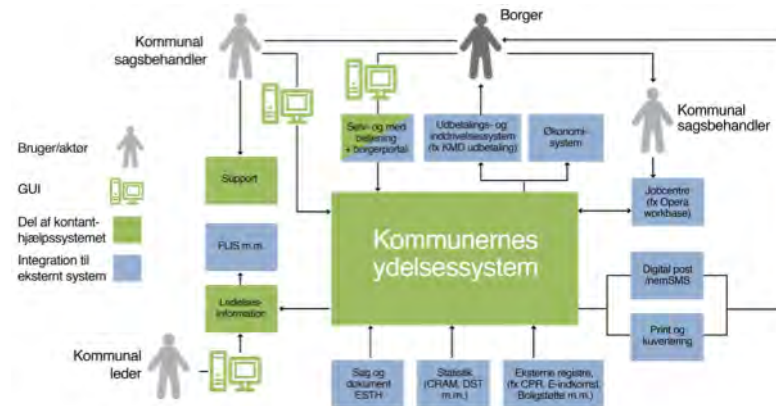 Borger
Kommunal
sagsbehandler
Kommunal
sagsbehandler
Bruger/aktør
GUI
Del af kontant-
hjælpssystemet
Integration til
eksternt system
Support
Selv- og med
betjening
+ borgerportal
Udbetalings- og
inddrivelsessystem
(fx KMD udbetaling)
Økonomi-
system
Jobcentre
(fx Opera
workbase)
FLIS m.m.
Ledelses-
information
Kommunernes
ydelsessystem
Digital post
/nemSMS
Print og
kuvertering
Kommunal
leder
Sag og
dokument
ESTH
Statistik
(CRAM, DST
m.m.)
Eksterne registre,
(fx CPR, E-indkomst,
Boligstøtte m.m.)